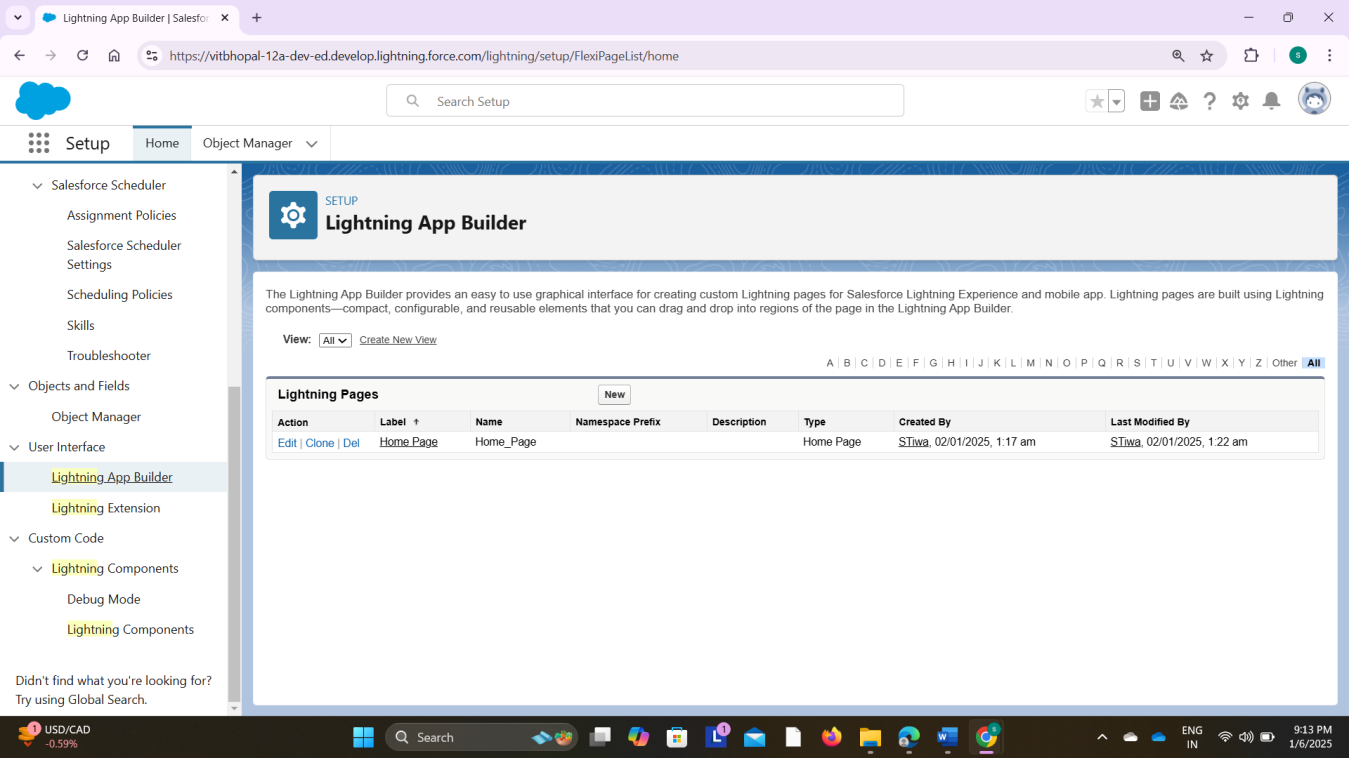 Lightning App Builder | Salesfor
https://vitbhopal-12a-dev-ed.develop.lightning.force.com/lightning/setup/FlexiPageList/home
S
Search Setup
Setup
Home
Object Manager
Salesforce Scheduler
Assignment Policies
Salesforce Scheduler
Settings
Scheduling Policies
Skills
Troubleshooter
Objects and Fields
Object Manager
User Interface
Lightning App Builder
Lightning Extension
Custom Code
Lightning Components
Debug Mode
Lightning Components
Didn't find what you're looking for?
Try using Global Search.
SETUP
Lightning App Builder
The Lightning App Builder provides an easy to use graphical interface for creating custom Lightning pages for Salesforce Lightning Experience and mobile app. Lightning pages are built using Lightning
components—compact, configurable, and reusable elements that you can drag and drop into regions of the page in the Lightning App Builder.
View: All Create New View
A | B | C | D | E | F | G | H | I | J | K | L | M | N | O | P | Q | R | S | T | U | V | W | X | Y | Z | Other All
Lightning Pages New
Action Label Name Namespace Prefix Description Type Created By Last Modified By
Edit | Clone | Del Home Page Home_Page Home Page STiwa, 02/01/2025, 1:17 am STiwa, 02/01/2025, 1:22 am
1
USD/CAD
-0.59%
Search
L
1
W
S
ENG
IN
9:13 PM
1/6/2025